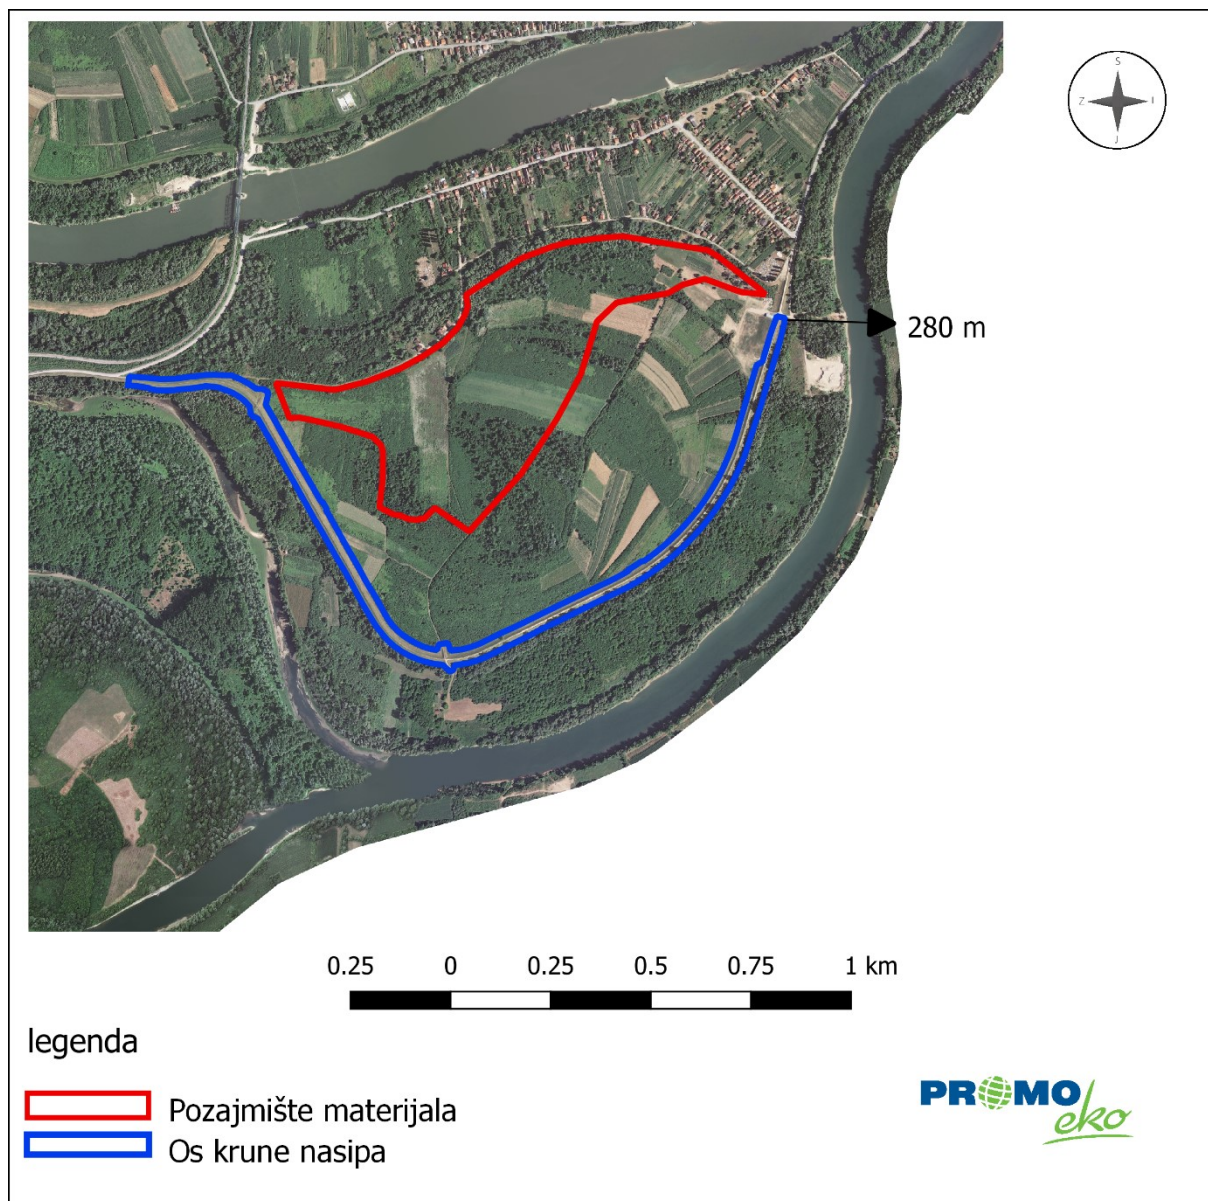 S
Z I
J
280 m
0.25 0 0.25 0.5 0.75 1 km
legenda
Pozajmište materijala
Os krune nasipa
PROMO
eko